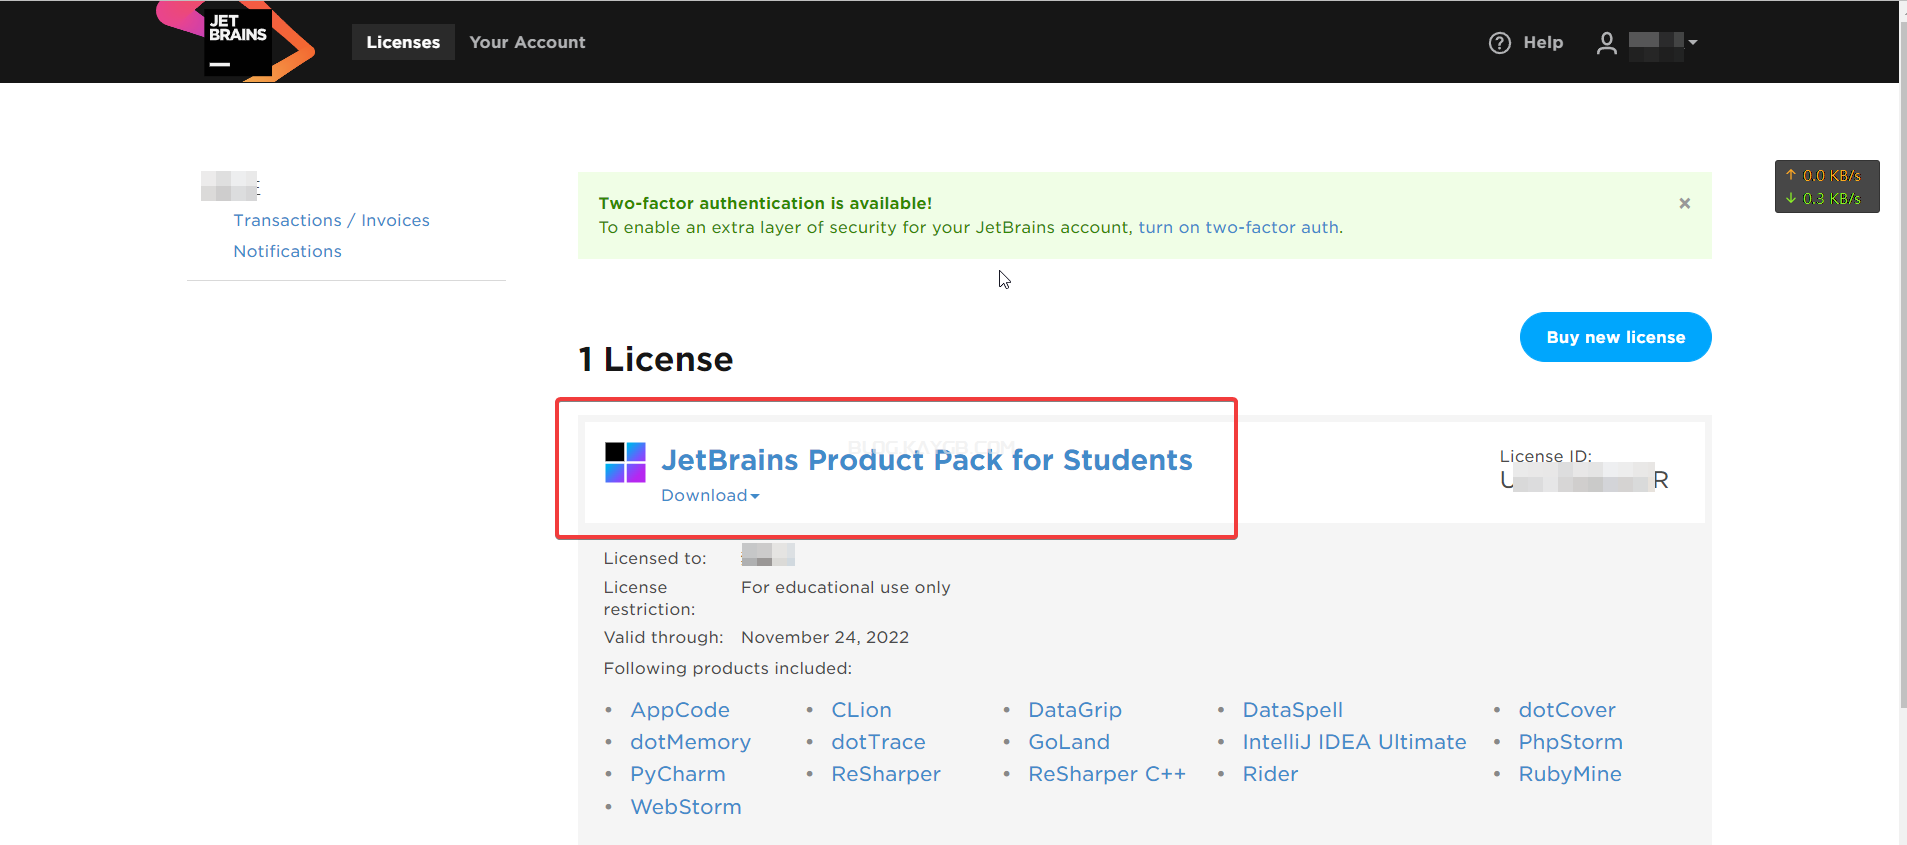 JET
BRAINS
Licenses
Your Account
Help
Transactions / Invoices
Notifications
Two-factor authentication is available!
To enable an extra layer of security for your JetBrains account, turn on two-factor auth.
×
↑ 0.0 KB/s
↓ 0.3 KB/s
1 License
Buy new license
BLOG.KAYGB.COM
JetBrains Product Pack for Students
Download
License ID:
U R
Licensed to:
License restriction: For educational use only
Valid through: November 24, 2022
Following products included:
• AppCode • CLion • DataGrip • DataSpell • dotCover
• dotMemory • dotTrace • GoLand • IntelliJ IDEA Ultimate • PhpStorm
• PyCharm • ReSharper • ReSharper C++ • Rider • RubyMine
• WebStorm